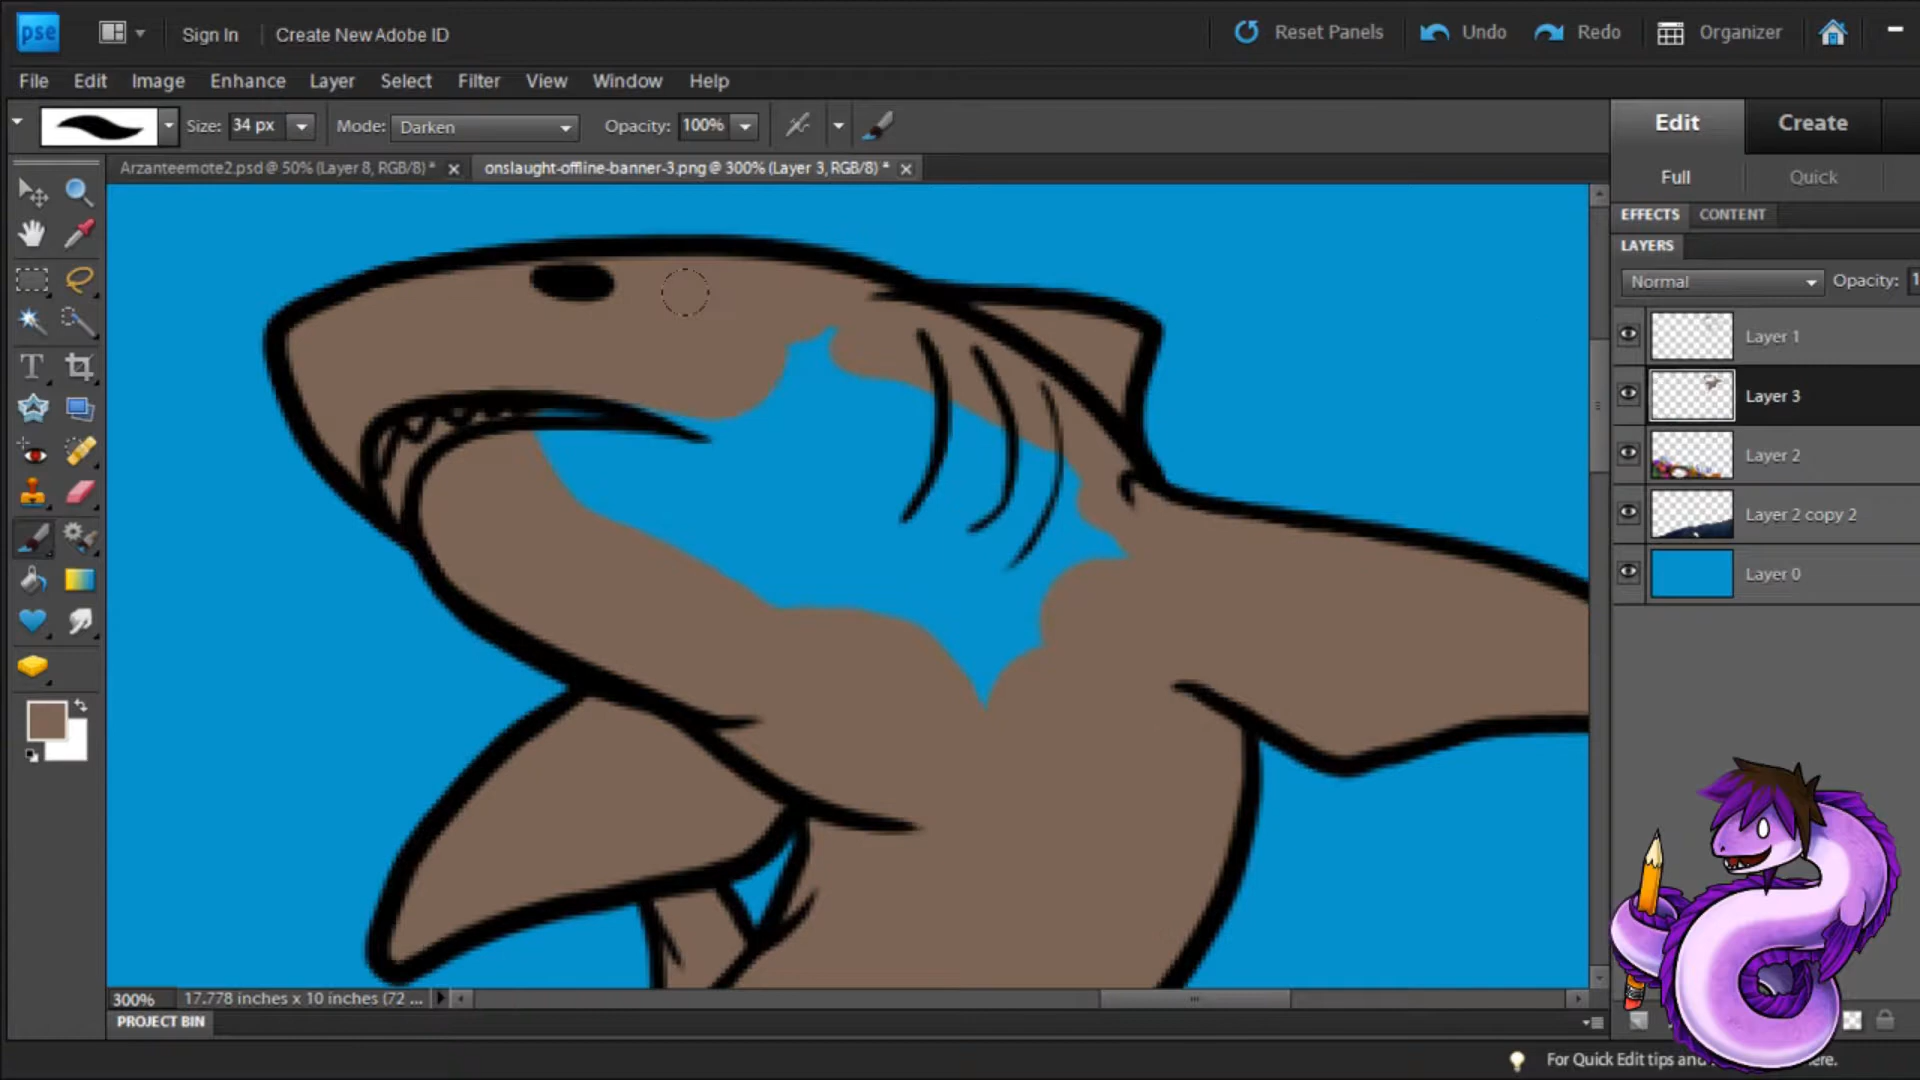 pse Sign In Create New Adobe ID Reset Panels Undo Redo Organizer
File Edit Image Enhance Layer Select Filter View Window Help
Size: 34 px Mode: Darken Opacity: 100%
Edit Create
Arzanteemote2.psd @ 50% (Layer 8, RGB/8) * onslaught-offline-banner-3.png @ 300% (Layer 3, RGB/8) *
Full Quick
EFFECTS CONTENT
LAYERS
Normal Opacity: 1
Layer 1
Layer 3
Layer 2
Layer 2 copy 2
Layer 0
T
300% 17.778 inches x 10 inches (72 ...
PROJECT BIN
For Quick Edit tips and